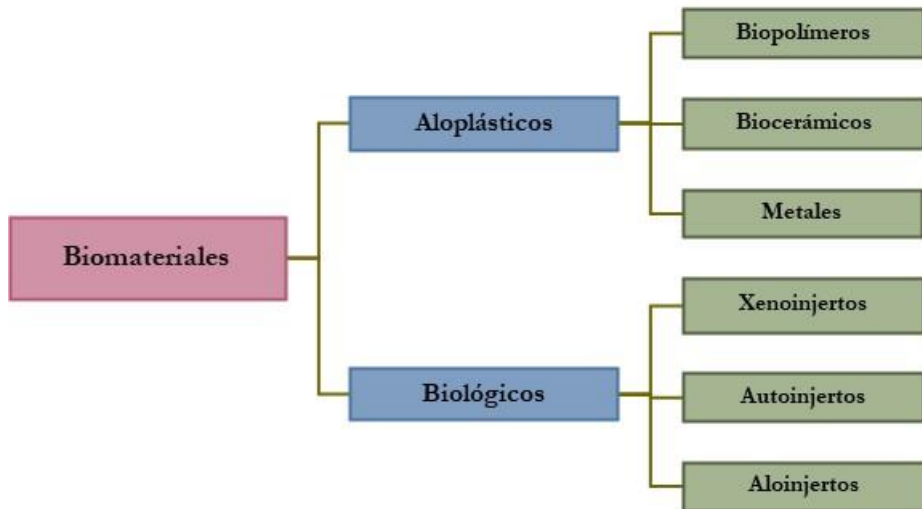 Biomateriales
Aloplásticos
Biopolímeros
Biocerámicos
Metales
Biológicos
Xenoinjertos
Autoinjertos
Aloinjertos